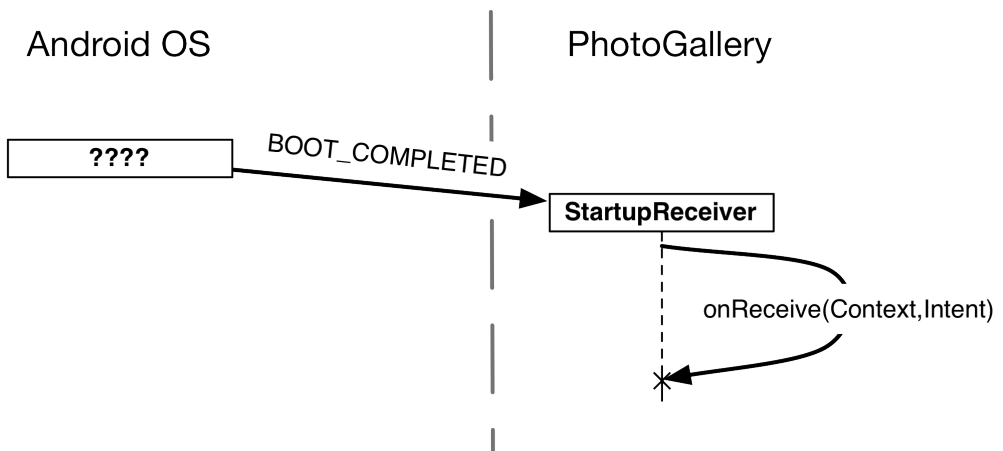 Android OS
PhotoGallery
????
BOOT_COMPLETED
StartupReceiver
onReceive(Context,Intent)